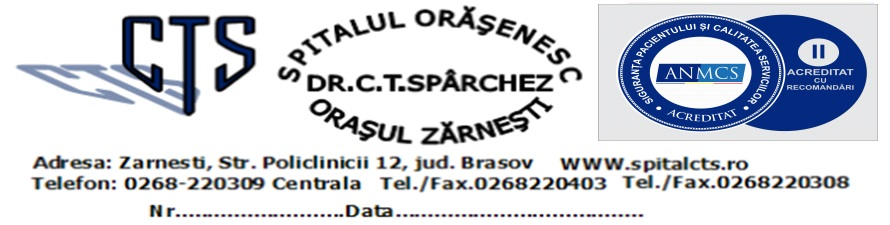 CTS
SPITALUL ORĂŞENESC
DR.C.T.SPÂRCHEZ
ORAŞUL ZĂRNEŞTI
SIGURANȚA PACIENTULUI ȘI CALITATEA SERVICIILOR
ANMCS
• ACREDITAT •
II
ACREDITAT
CU
RECOMANDĂRI
Adresa: Zarnesti, Str. Policlinicii 12, jud. Brasov WWW.spitalcts.ro
Telefon: 0268-220309 Centrala Tel./Fax.0268220403 Tel./Fax.0268220308
Nr..........................Data......................................